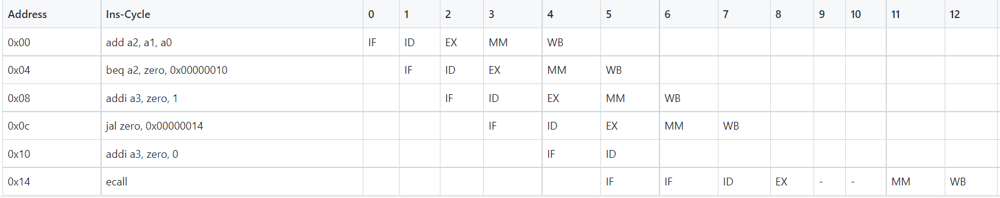 Address Ins-Cycle 0 1 2 3 4 5 6 7 8 9 10 11 12
0x00 add a2, a1, a0 IF ID EX MM WB
0x04 beq a2, zero, 0x00000010 IF ID EX MM WB
0x08 addi a3, zero, 1 IF ID EX MM WB
0x0c jal zero, 0x00000014 IF ID EX MM WB
0x10 addi a3, zero, 0 IF ID
0x14 ecall IF IF ID EX - - MM WB